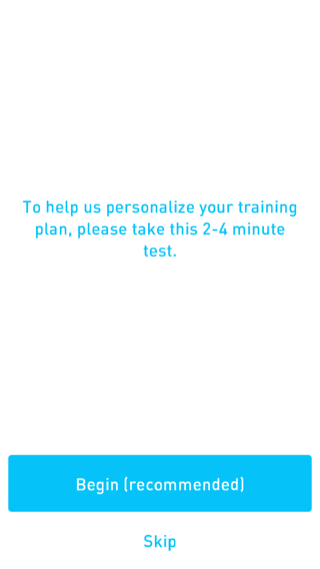 To help us personalize your training
plan, please take this 2-4 minute
test.
Begin (recommended)
Skip